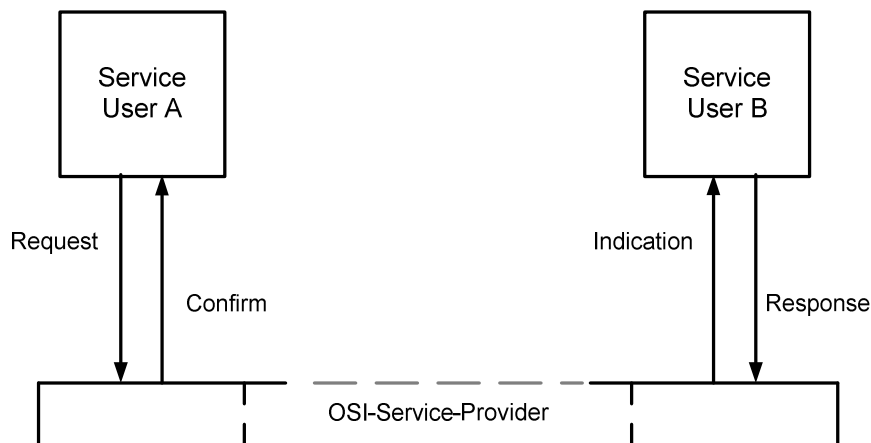 Service
User A
Service
User B
Request
Indication
Confirm
Response
OSI-Service-Provider